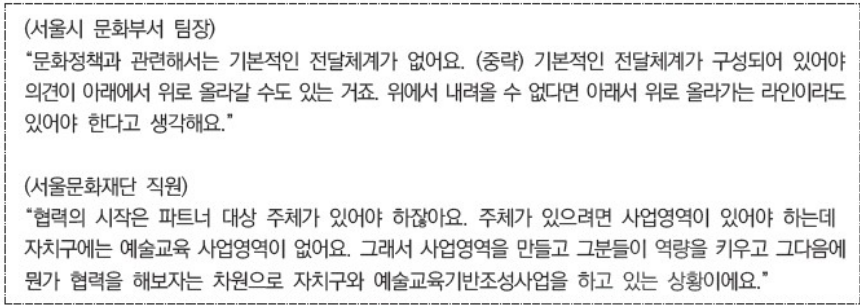 (서울시 문화부서 팀장)
“문화정책과 관련해서는 기본적인 전달체계가 없어요. (중략) 기본적인 전달체계가 구성되어 있어야
의견이 아래에서 위로 올라갈 수도 있는 거죠. 위에서 내려올 수 없다면 아래서 위로 올라가는 라인이라도
있어야 한다고 생각해요.”
(서울문화재단 직원)
“협력의 시작은 파트너 대상 주체가 있어야 하잖아요. 주체가 있으려면 사업영역이 있어야 하는데
자치구에는 예술교육 사업영역이 없어요. 그래서 사업영역을 만들고 그분들이 역량을 키우고 그다음에
뭔가 협력을 해보자는 차원으로 자치구와 예술교육기반조성사업을 하고 있는 상황이에요.”